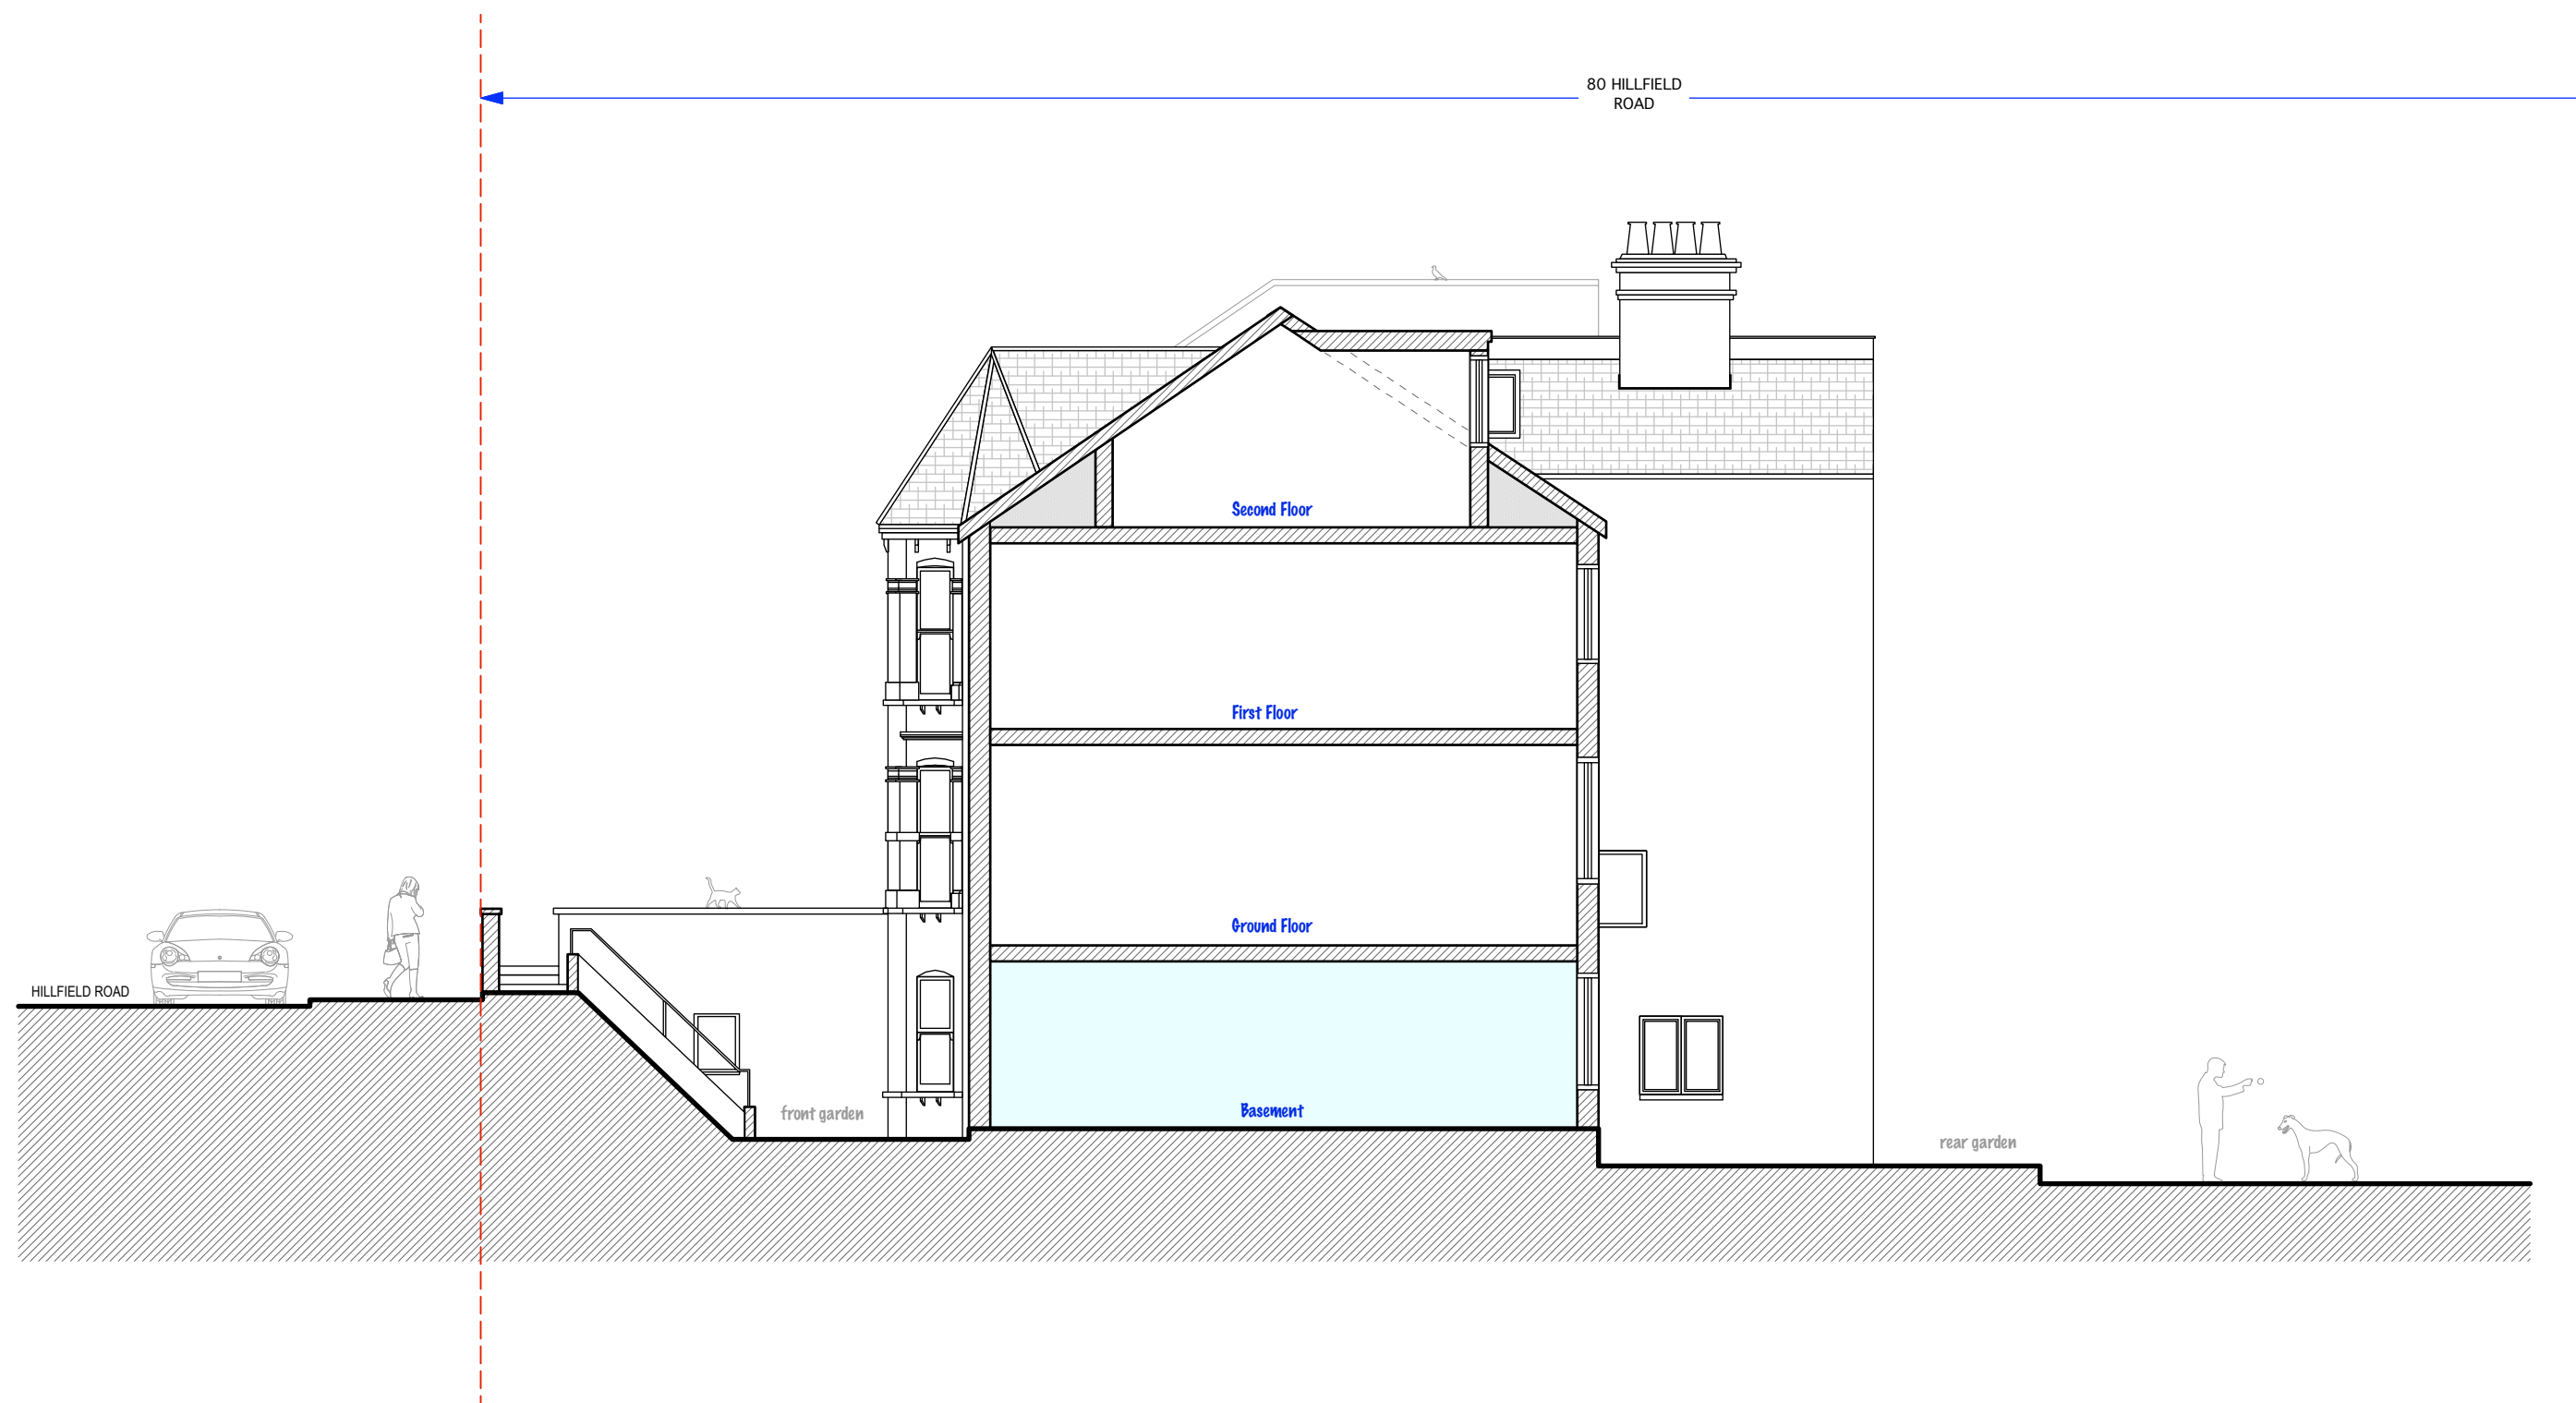 80 HILLFIELD
ROAD
Second Floor
First Floor
Ground Floor
HILLFIELD ROAD
Basement
front garden
rear garden